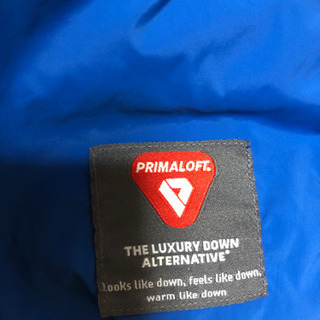 PRIMALOFT®
THE LUXURY DOWN
ALTERNATIVE®
Looks like down, feels like down,
warm like down